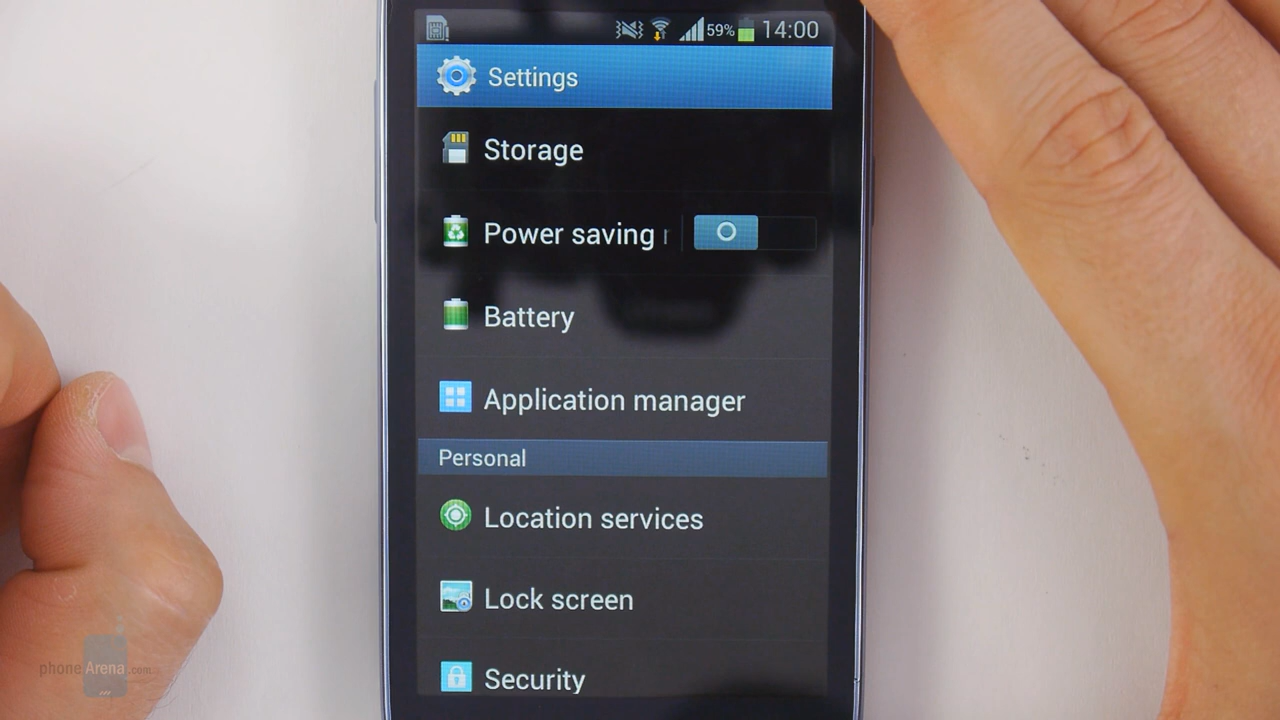 59% 14:00
Settings
Storage
Power saving
Battery
Application manager
Personal
Location services
Lock screen
Security
phoneArena.com